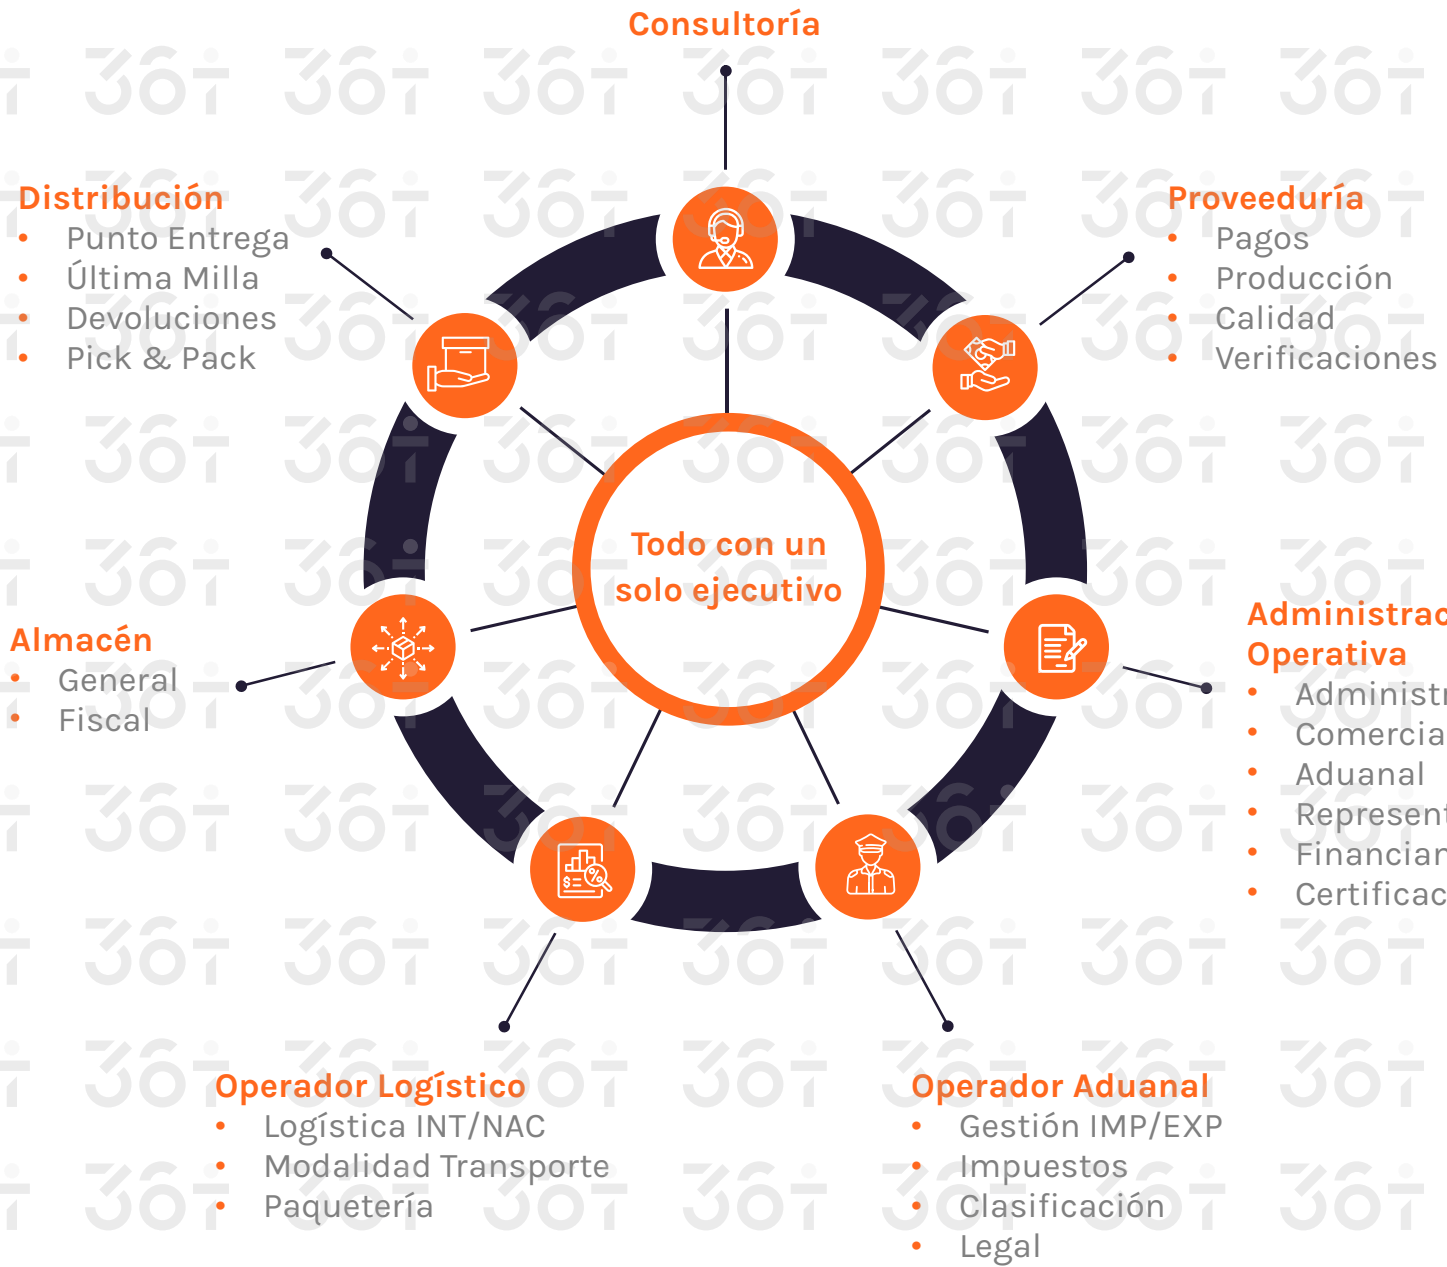 Consultoría
Distribución
• Punto Entrega
• Última Milla
• Devoluciones
• Pick & Pack
Proveeduría
• Pagos
• Producción
• Calidad
• Verificaciones
Todo con un
solo ejecutivo
Almacén
• General
• Fiscal
Operativa
• Aduanal
Operador Logístico
• Logística INT/NAC
• Modalidad Transporte
• Paquetería
Operador Aduanal
• Gestión IMP/EXP
• Impuestos
• Clasificación
• Legal